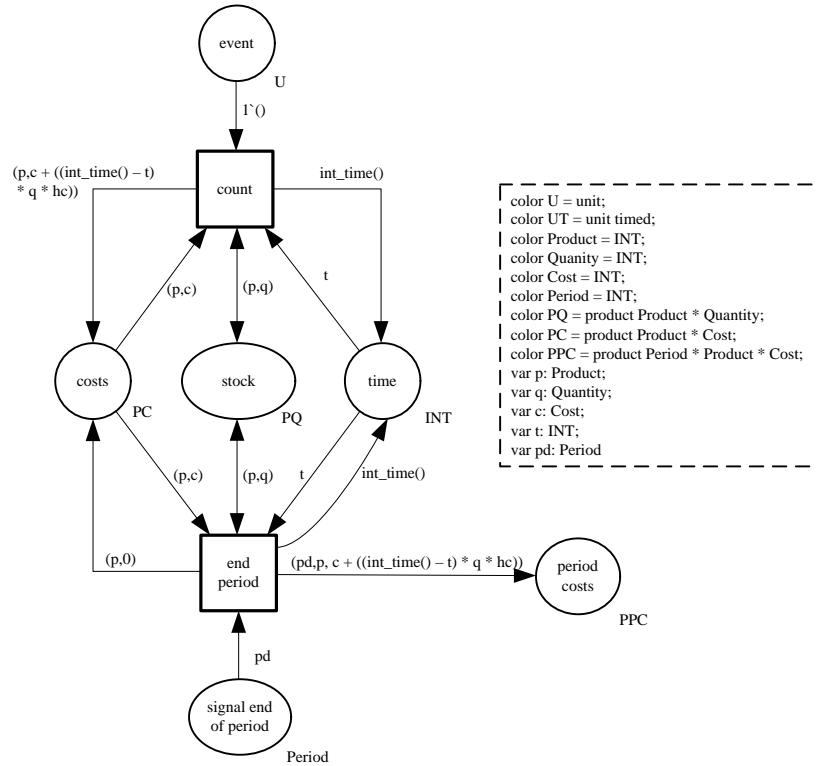 event
U
1`()
(p,c + ((int_time() – t)
* q * hc))
count
int_time()
(p,c)
(p,q)
t
costs
PC
stock
PQ
time
INT
(p,c)
(p,q)
t
int_time()
(p,0)
end
period
(pd,p, c + ((int_time() – t) * q * hc))
period
costs
PPC
pd
signal end
of period
Period
color U = unit;
color UT = unit timed;
color Product = INT;
color Quanity = INT;
color Cost = INT;
color Period = INT;
color PQ = product Product * Quantity;
color PC = product Product * Cost;
color PPC = product Period * Product * Cost;
var p: Product;
var q: Quantity;
var c: Cost;
var t: INT;
var pd: Period